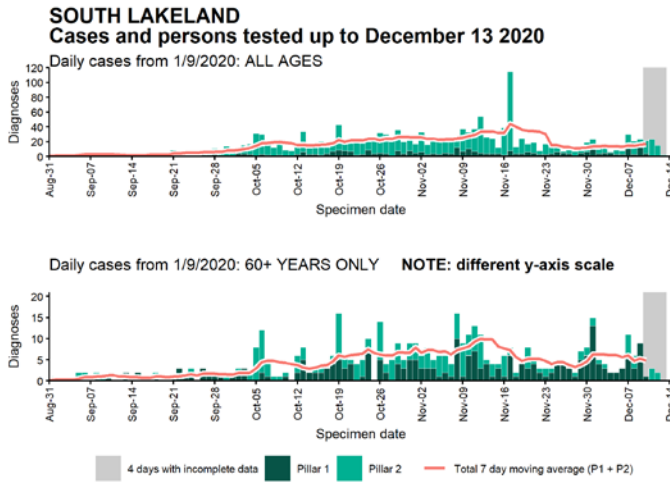 SOUTH LAKELAND
Cases and persons tested up to December 13 2020
Daily cases from 1/9/2020: ALL AGES
120
100
80
60
40
20
0
Diagnoses
Aug-31
Sep-07
Sep-14
Sep-21
Sep-28
Oct-05
Oct-12
Oct-19
Oct-26
Nov-02
Nov-09
Nov-16
Nov-23
Nov-30
Dec-07
Dec-14
Specimen date
Daily cases from 1/9/2020: 60+ YEARS ONLY NOTE: different y-axis scale
20
15
10
5
0
Diagnoses
Aug-31
Sep-07
Sep-14
Sep-21
Sep-28
Oct-05
Oct-12
Oct-19
Oct-26
Nov-02
Nov-09
Nov-16
Nov-23
Nov-30
Dec-07
Dec-14
Specimen date
4 days with incomplete data Pillar 1 Pillar 2 Total 7 day moving average (P1 + P2)